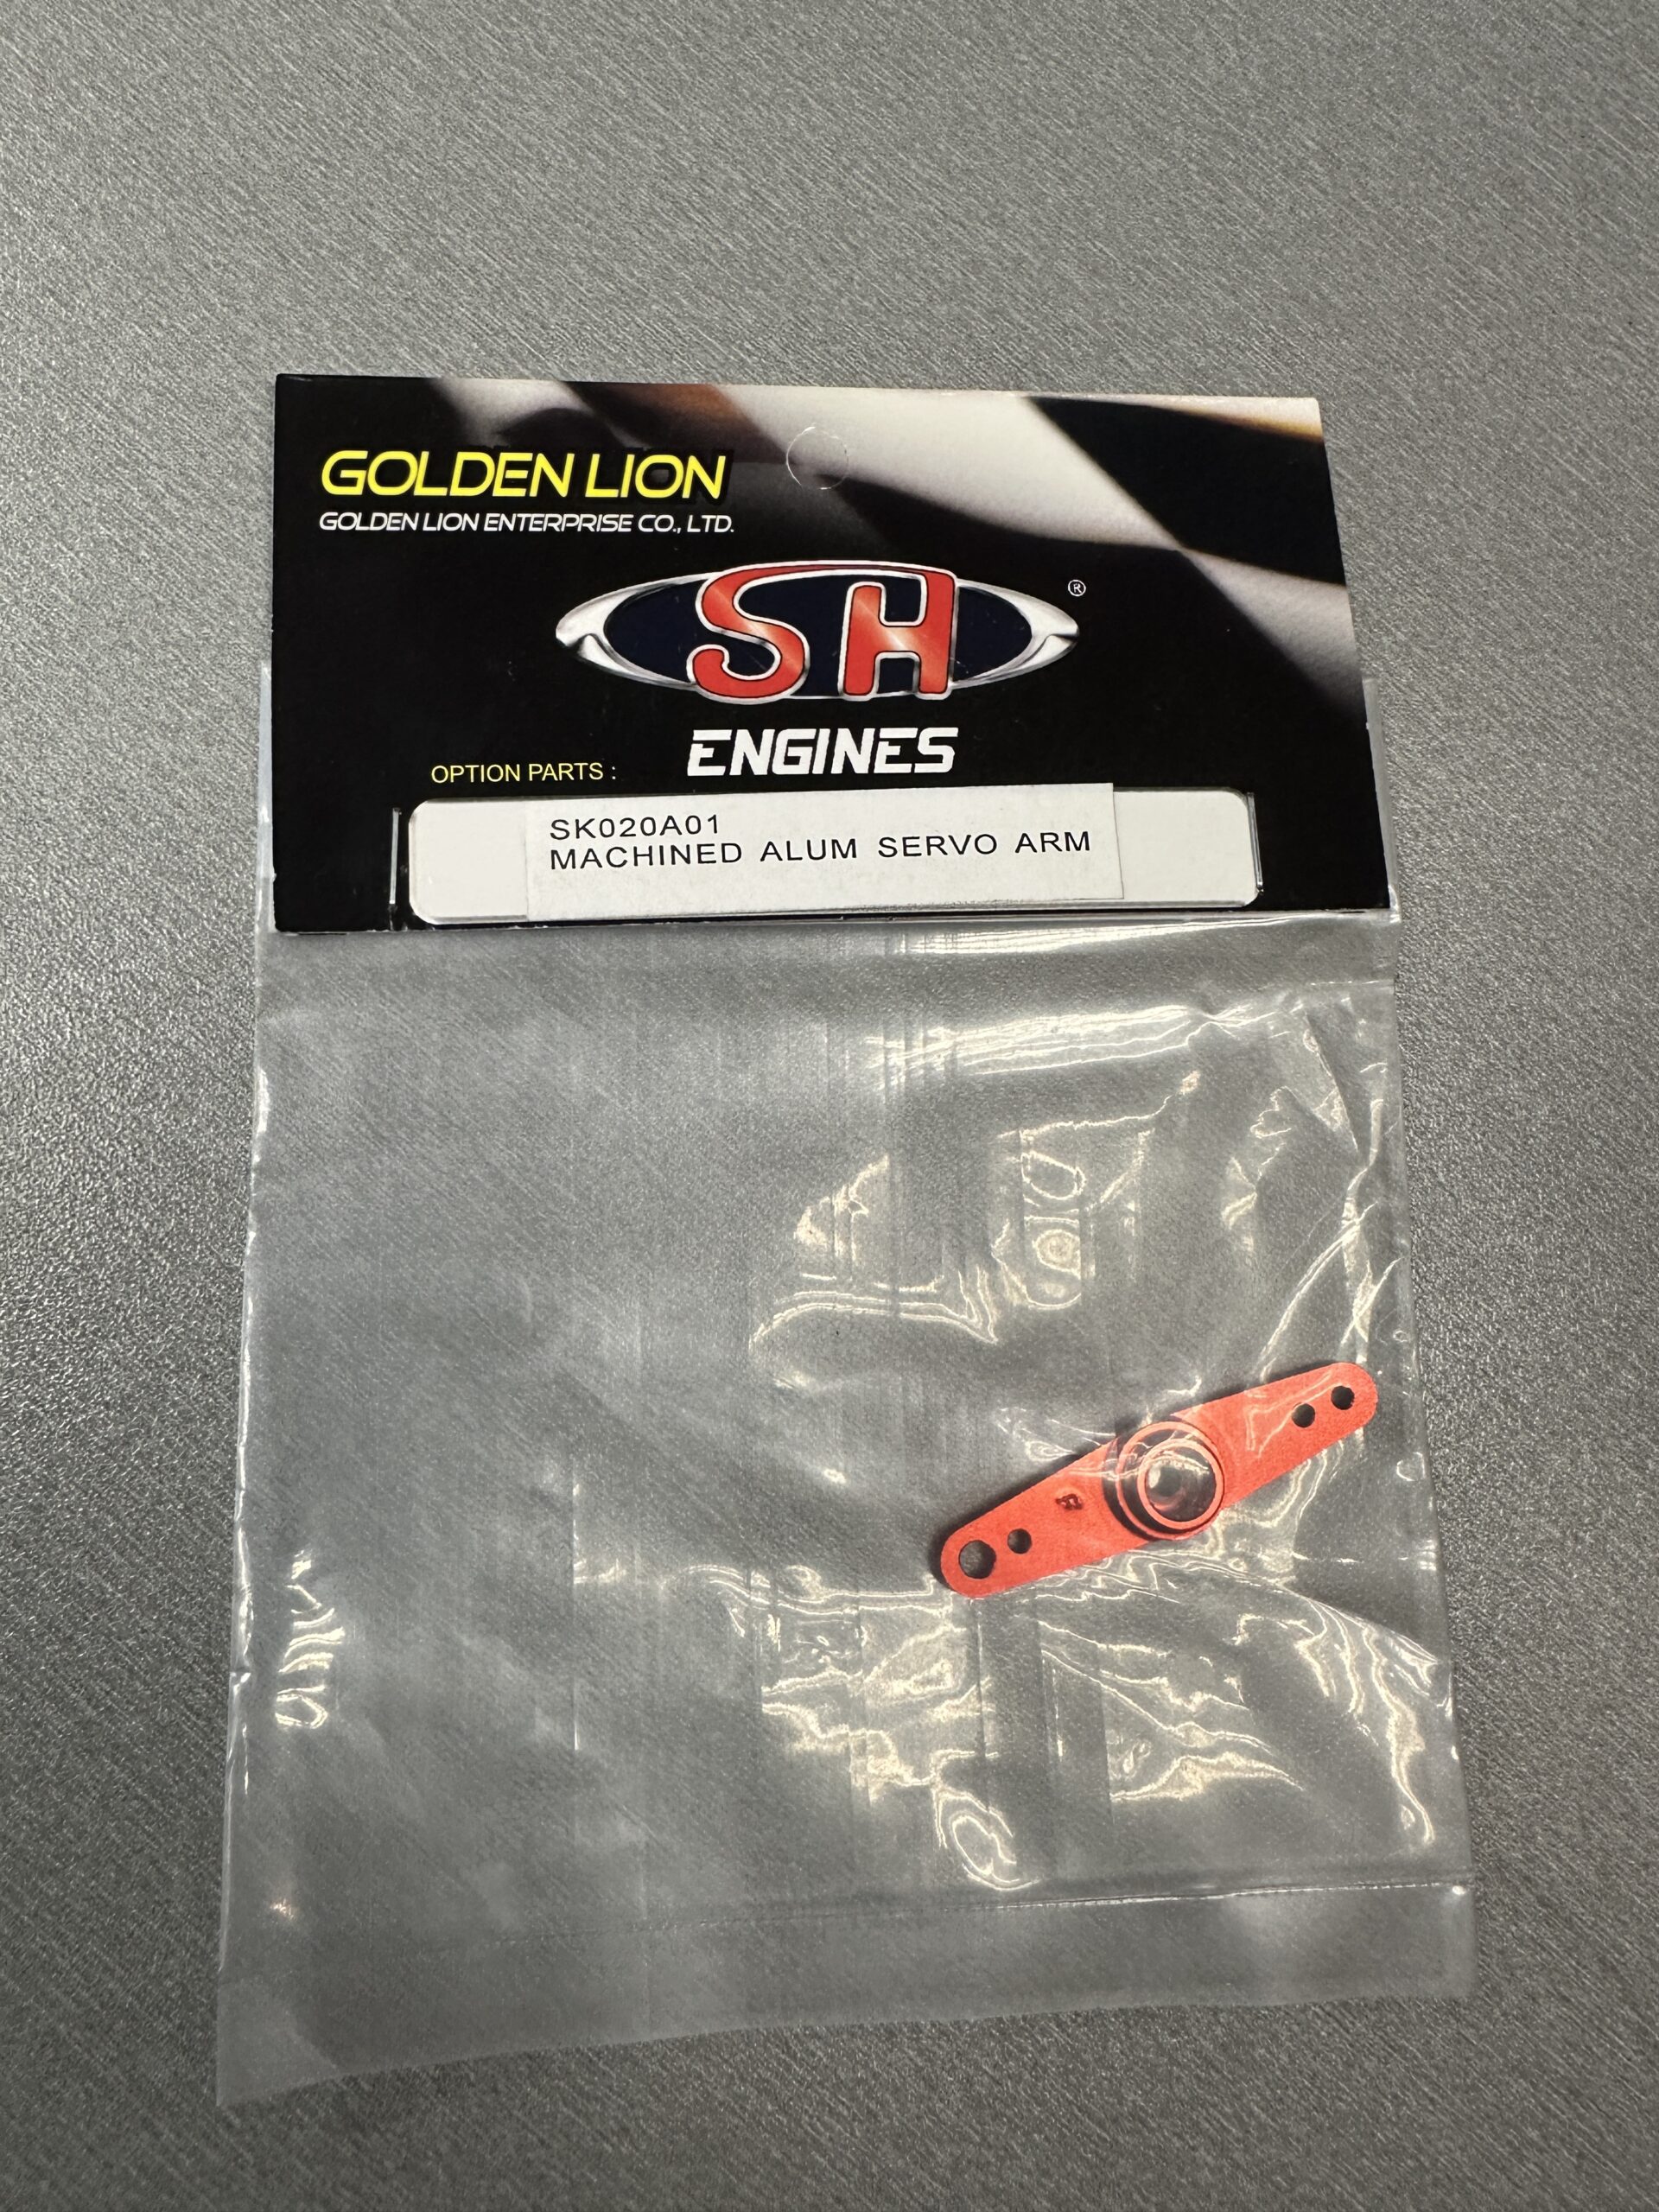 GOLDEN LION
GOLDEN LION ENTERPRISE CO., LTD.
SH ®
ENGINES
OPTION PARTS :
SK020A01
MACHINED ALUM SERVO ARM